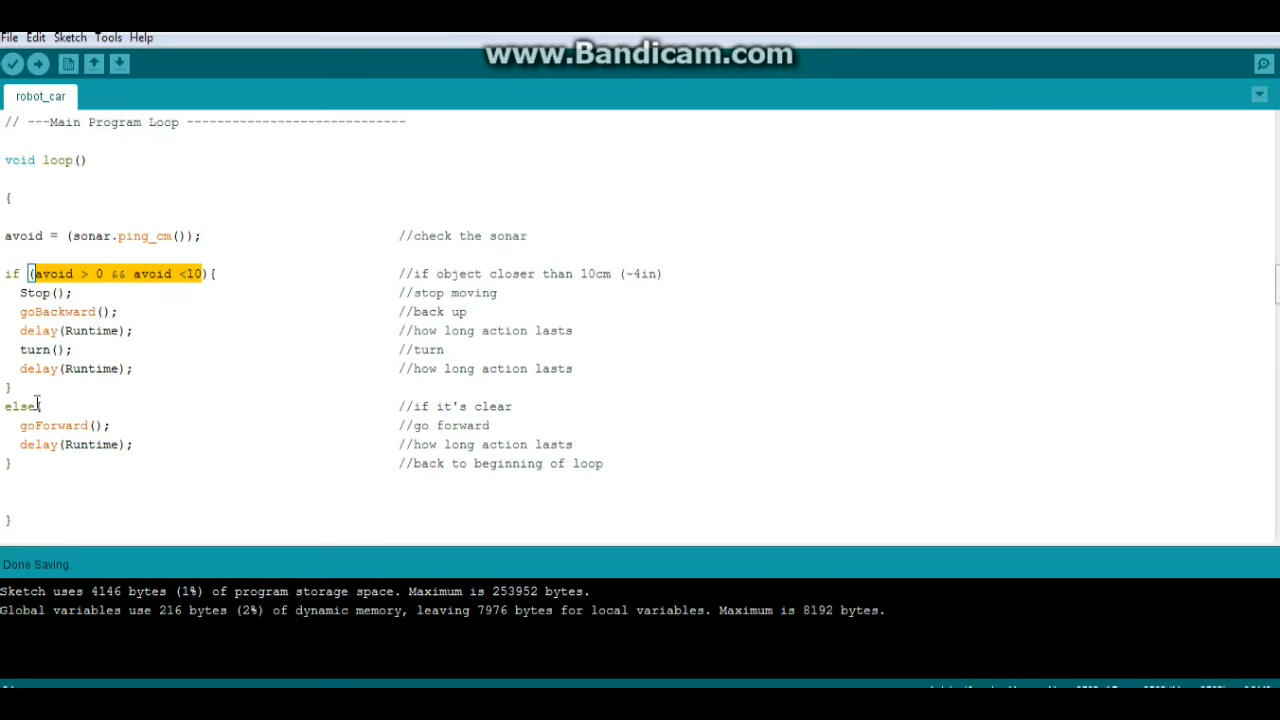 www.Bandicam.com
File Edit Sketch Tools Help
robot_car
// ---Main Program Loop -----------------------------
void loop()
{
avoid = (sonar.ping_cm()); //check the sonar
if (avoid > 0 && avoid <10){ //if object closer than 10cm (~4in)
Stop(); //stop moving
goBackward(); //back up
delay(Runtime); //how long action lasts
turn(); //turn
delay(Runtime); //how long action lasts
}
else{ //if it's clear
goForward(); //go forward
delay(Runtime); //how long action lasts
} //back to beginning of loop
}
Done Saving.
Sketch uses 4146 bytes (1%) of program storage space. Maximum is 253952 bytes.
Global variables use 216 bytes (2%) of dynamic memory, leaving 7976 bytes for local variables. Maximum is 8192 bytes.